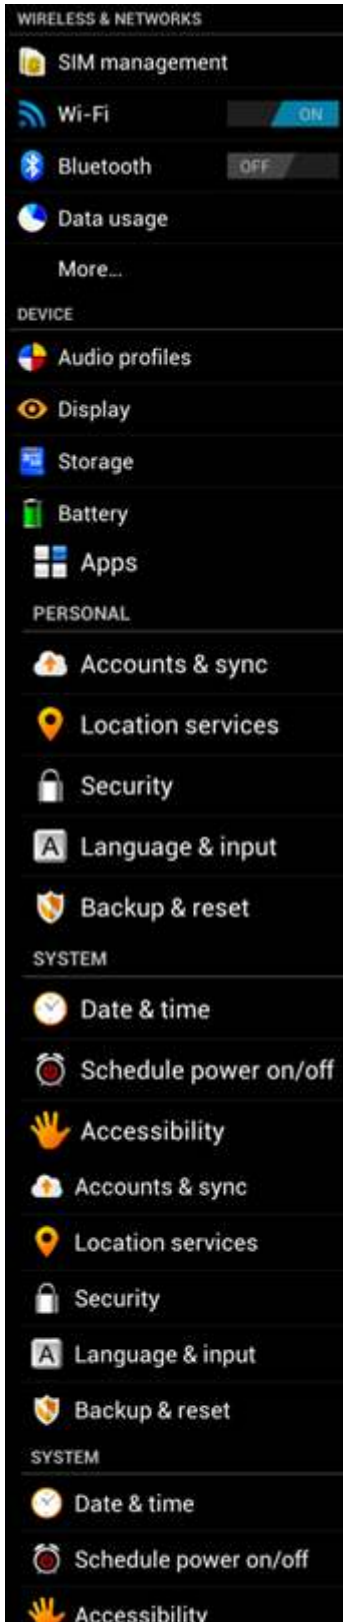 WIRELESS & NETWORKS
SIM management
Wi-Fi ON
Bluetooth OFF
Data usage
More...
DEVICE
Audio profiles
Display
Storage
Battery
Apps
PERSONAL
Accounts & sync
Location services
Security
A Language & input
Backup & reset
SYSTEM
Date & time
Schedule power on/off
Accessibility
Accounts & sync
Location services
Security
A Language & input
Backup & reset
SYSTEM
Date & time
Schedule power on/off
Accessibility